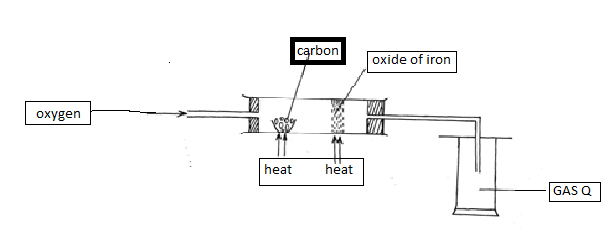 carbon
oxide of iron
oxygen
heat heat
GAS Q